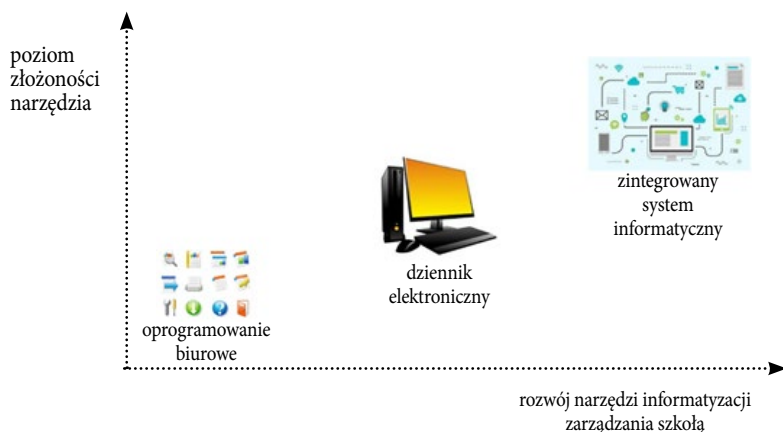 poziom
złożoności
narzędzia
zintegrowany
system
informatyczny
dziennik
elektroniczny
oprogramowanie
biurowe
rozwój narzędzi informatyzacji
zarządzania szkołą